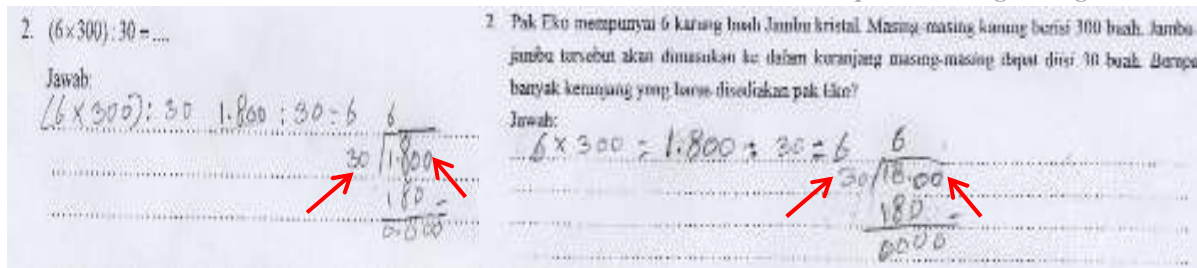 2. (6×300) : 30 = ....
Jawab:
(6 × 300) : 30 1.800 : 30 = 6
6
30 1.800
180 -
0.000
2 Pak Eko mempunyai 6 karung buah Jambu kristal. Masing-masing karung berisi 300 buah. Jambu-
jambu tersebut akan dimasukan ke dalam keranjang masing-masing dapat diisi 30 buah. Berapa
banyak keranjang yang harus disediakan pak Eko?
Jawab:
6 × 300 = 1.800 : 30 = 6
6
30 18.00
180 -
0000